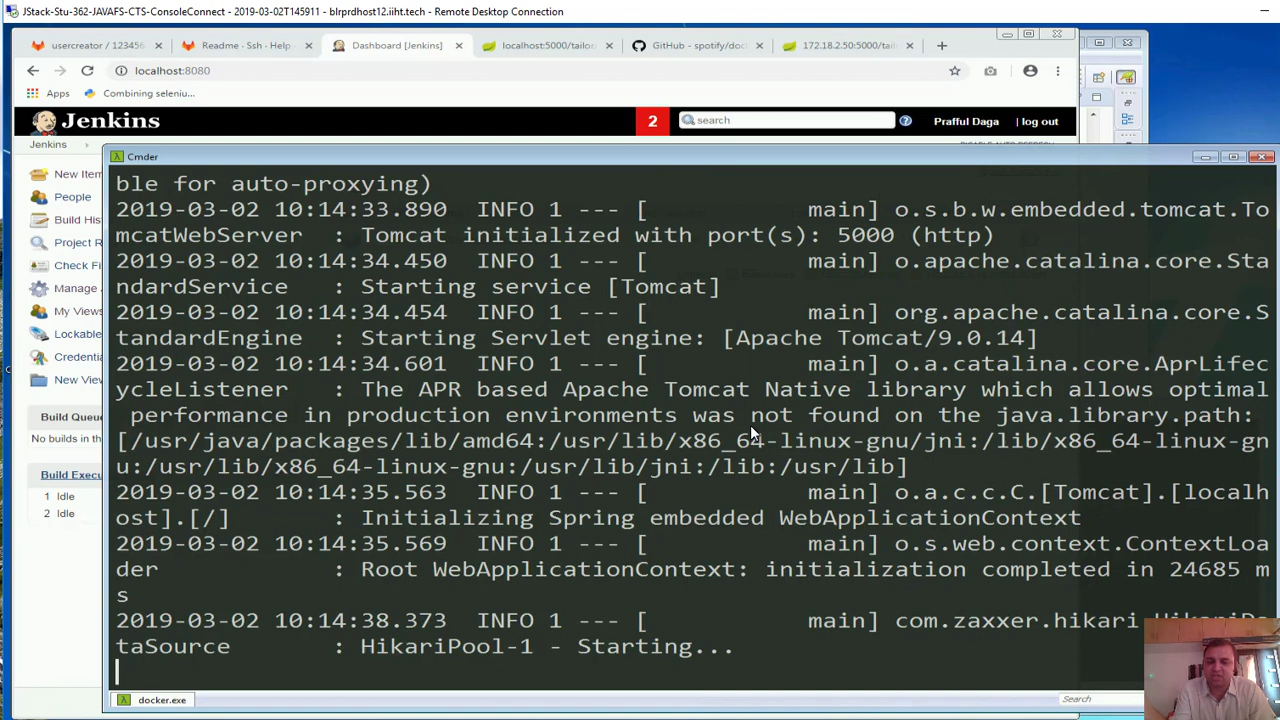 JStack-Stu-362-JAVAFS-CTS-ConsoleConnect - 2019-03-02T145911 - blrprdhost12.iiht.tech - Remote Desktop Connection
usercreator / 123456
Readme · Ssh · Help
Dashboard [Jenkins]
localhost:5000/tailor
GitHub - spotify/doc
172.18.2.50:5000/tail
localhost:8080
Apps
Combining seleniu...
Jenkins
2
search
Prafful Daga
| log out
Jenkins
New Item
People
Build His
Project R
Check Fi
Manage
My Views
Lockable
Credentia
New View
Build Queue
No builds in th
Build Execu
1 Idle
2 Idle
Cmder
ble for auto-proxying)
2019-03-02 10:14:33.890  INFO 1 --- [           main] o.s.b.w.embedded.tomcat.To
mcatWebServer  : Tomcat initialized with port(s): 5000 (http)
2019-03-02 10:14:34.450  INFO 1 --- [           main] o.apache.catalina.core.Sta
ndardService   : Starting service [Tomcat]
2019-03-02 10:14:34.454  INFO 1 --- [           main] org.apache.catalina.core.S
tandardEngine  : Starting Servlet engine: [Apache Tomcat/9.0.14]
2019-03-02 10:14:34.601  INFO 1 --- [           main] o.a.catalina.core.AprLifec
ycleListener   : The APR based Apache Tomcat Native library which allows optimal
 performance in production environments was not found on the java.library.path:
[/usr/java/packages/lib/amd64:/usr/lib/x86_64-linux-gnu/jni:/lib/x86_64-linux-gn
u:/usr/lib/x86_64-linux-gnu:/usr/lib/jni:/lib:/usr/lib]
2019-03-02 10:14:35.563  INFO 1 --- [           main] o.a.c.c.C.[Tomcat].[localh
ost].[/]       : Initializing Spring embedded WebApplicationContext
2019-03-02 10:14:35.569  INFO 1 --- [           main] o.s.web.context.ContextLoa
der            : Root WebApplicationContext: initialization completed in 24685 m
s
2019-03-02 10:14:38.373  INFO 1 --- [           main] com.zaxxer.hikari.HikariDa
taSource       : HikariPool-1 - Starting...
docker.exe
Search